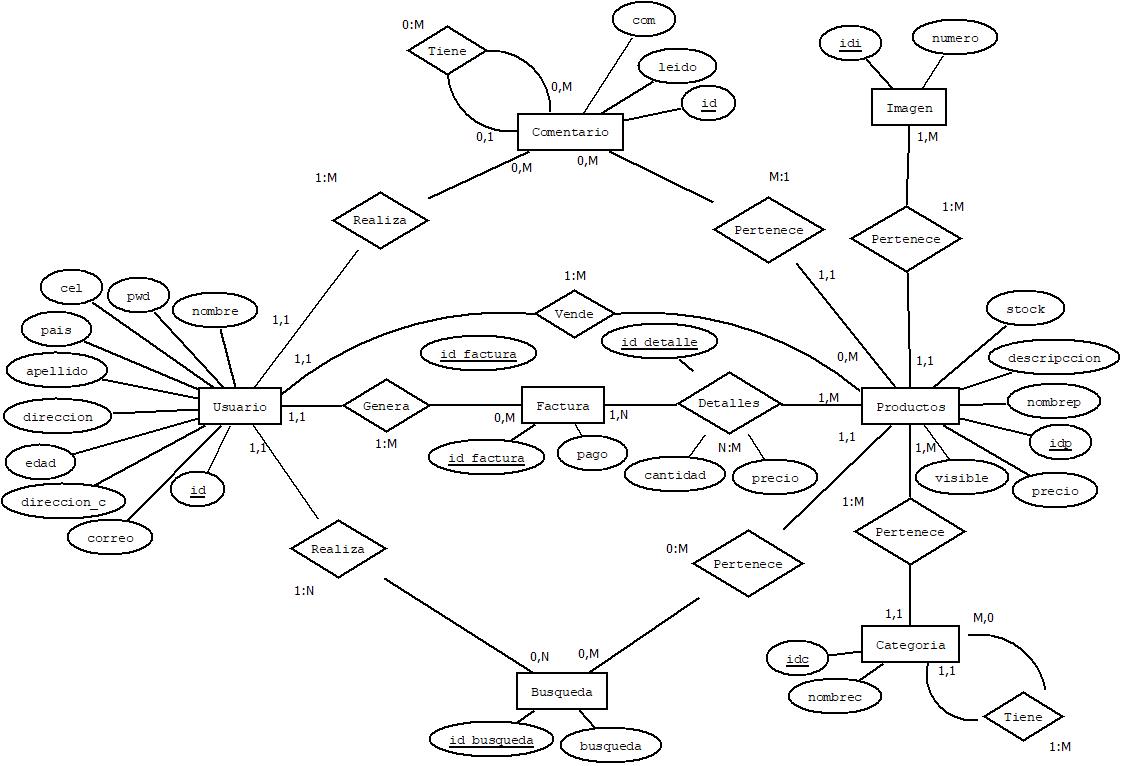 com
0:M
idi
numero
Tiene
leido
0,M
id
Imagen
Comentario
0,1
1,M
0,M
0,M
1:M
M:1
Realiza
1:M
Pertenece
Pertenece
1:M
1,1
cel
pwd
nombre
stock
Vende
1,1
pais
id factura
id detalle
1,1
0,M
1,1
descripccion
apellido
Usuario
Genera
Factura
Detalles
Productos
nombrep
direccion
1,1
0,M
1,N
1,M
1:M
N:M
1,1
1,M
idp
1,1
edad
id factura
pago
cantidad
precio
visible
precio
direccion_c
id
correo
1:M
Pertenece
Realiza
0:M
Pertenece
1:N
1,1
M,0
Categoria
0,N
0,M
idc
1,1
Busqueda
nombrec
Tiene
id busqueda
busqueda
1:M